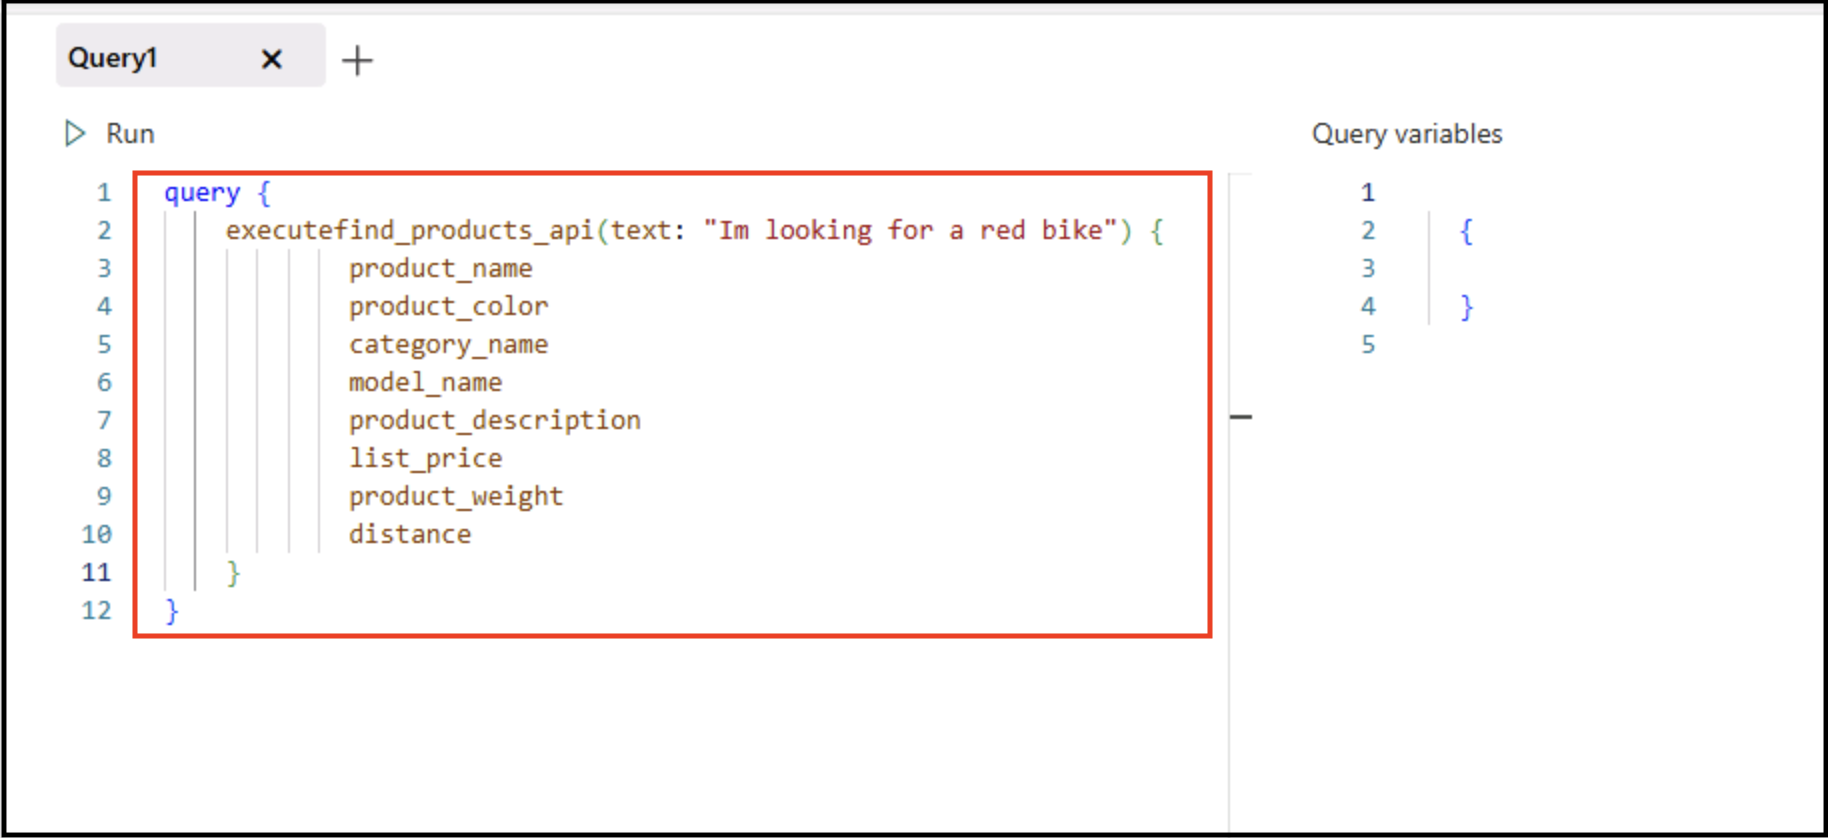 Query1
Run
Query variables
1 query {
2 executefind_products_api(text: "Im looking for a red bike") {
3 product_name
4 product_color
5 category_name
6 model_name
7 product_description
8 list_price
9 product_weight
10 distance
11 }
12 }
1
2 {
3
4 }
5